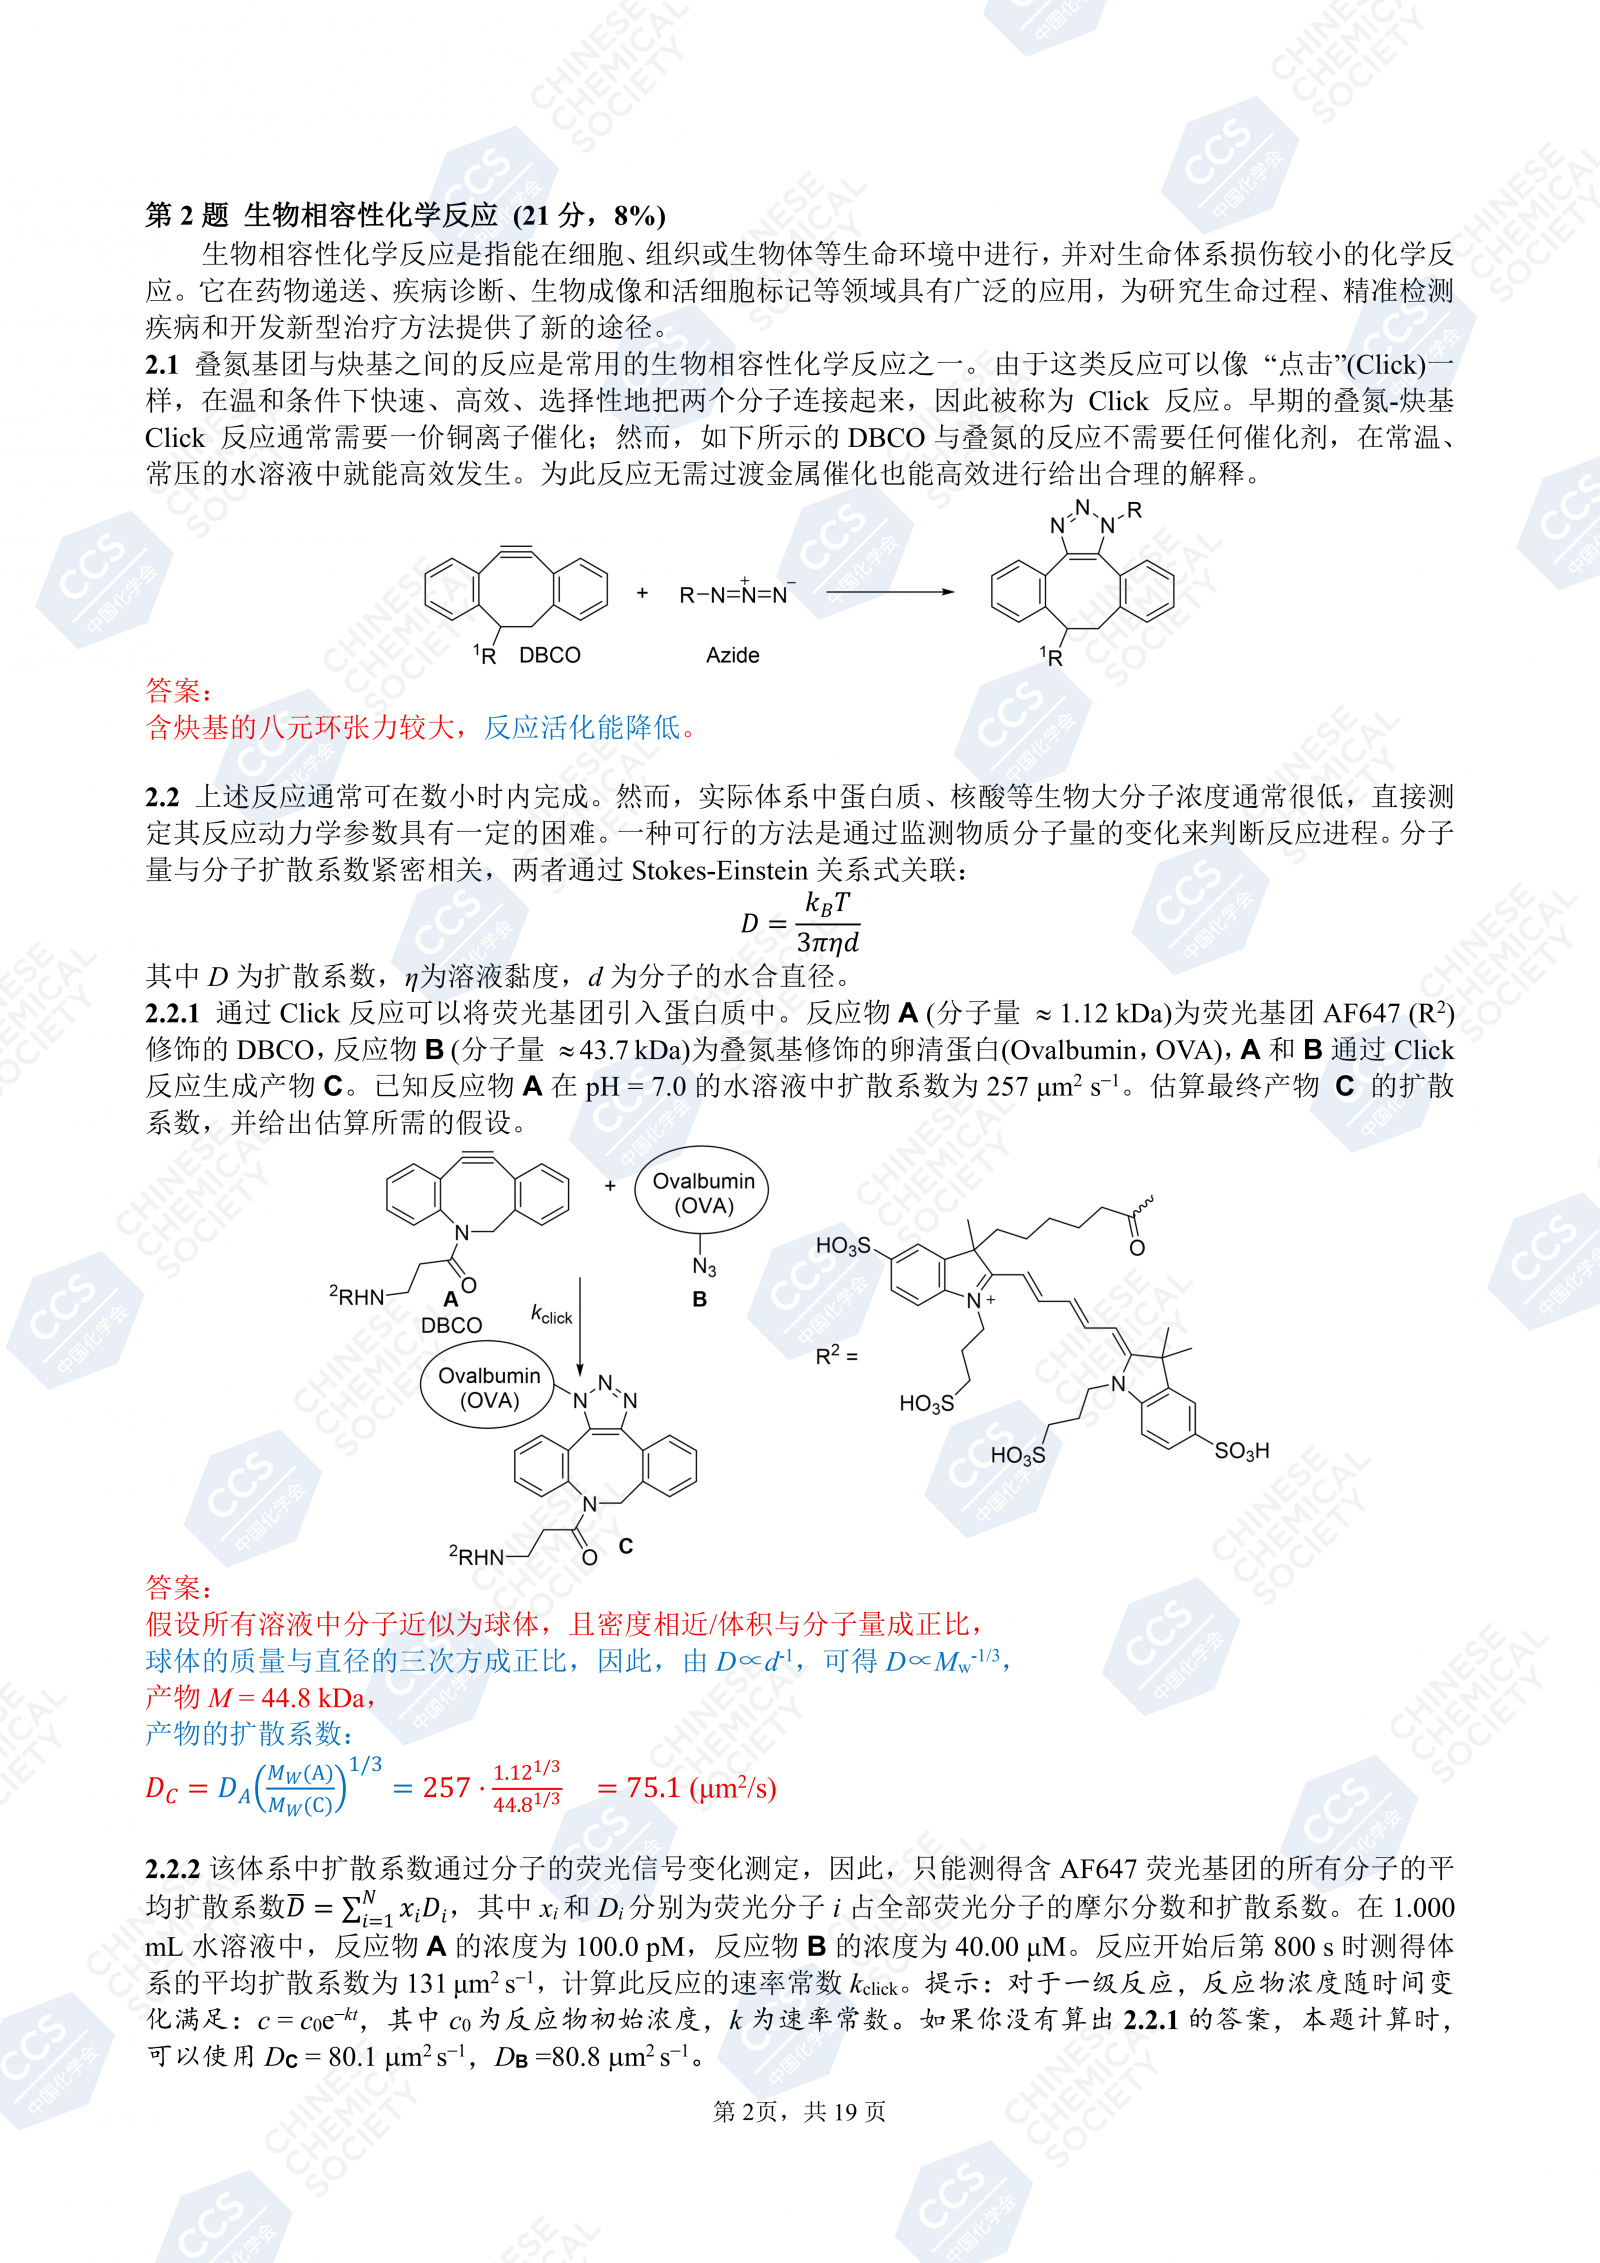 第 2 题 生物相容性化学反应 (21 分，8%)
生物相容性化学反应是指能在细胞、组织或生物体等生命环境中进行，并对生命体系损伤较小的化学反
应。它在药物递送、疾病诊断、生物成像和活细胞标记等领域具有广泛的应用，为研究生命过程、精准检测
疾病和开发新型治疗方法提供了新的途径。
2.1 叠氮基团与炔基之间的反应是常用的生物相容性化学反应之一。由于这类反应可以像 “点击”(Click)一
样，在温和条件下快速、高效、选择性地把两个分子连接起来，因此被称为 Click 反应。早期的叠氮-炔基
Click 反应通常需要一价铜离子催化；然而，如下所示的 DBCO 与叠氮的反应不需要任何催化剂，在常温、
常压的水溶液中就能高效发生。为此反应无需过渡金属催化也能高效进行给出合理的解释。
N N N R
+ R−N=N⁺=N⁻
¹R DBCO Azide ¹R
答案：
含炔基的八元环张力较大，反应活化能降低。
2.2 上述反应通常可在数小时内完成。然而，实际体系中蛋白质、核酸等生物大分子浓度通常很低，直接测
定其反应动力学参数具有一定的困难。一种可行的方法是通过监测物质分子量的变化来判断反应进程。分子
量与分子扩散系数紧密相关，两者通过 Stokes-Einstein 关系式关联：
D = k_BT / 3πηd
其中 D 为扩散系数，η为溶液黏度，d 为分子的水合直径。
2.2.1 通过 Click 反应可以将荧光基团引入蛋白质中。反应物 A (分子量 ≈ 1.12 kDa)为荧光基团 AF647 (R²)
修饰的 DBCO，反应物 B (分子量 ≈ 43.7 kDa)为叠氮基修饰的卵清蛋白(Ovalbumin，OVA)，A 和 B 通过 Click
反应生成产物 C。已知反应物 A 在 pH = 7.0 的水溶液中扩散系数为 257 μm² s⁻¹。估算最终产物 C 的扩散
系数，并给出估算所需的假设。
+ Ovalbumin
(OVA)
N₃
B
N
O
²RHN
A
DBCO
k_click
Ovalbumin
(OVA)
N N N
N
O
²RHN
C
R² =
HO₃S
O
N +
HO₃S
N
HO₃S
SO₃H
答案：
假设所有溶液中分子近似为球体，且密度相近/体积与分子量成正比，
球体的质量与直径的三次方成正比，因此，由 D∝d⁻¹，可得 D∝M_w⁻¹ᐟ³，
产物 M = 44.8 kDa，
产物的扩散系数：
D_C = D_A(M_W(A)/M_W(C))^1/3 = 257 · 1.12^1/3 / 44.8^1/3 = 75.1 (μm²/s)
2.2.2 该体系中扩散系数通过分子的荧光信号变化测定，因此，只能测得含 AF647 荧光基团的所有分子的平
均扩散系数D̅ = ∑_{i=1}^{N} x_iD_i，其中 x_i 和 D_i 分别为荧光分子 i 占全部荧光分子的摩尔分数和扩散系数。在 1.000
mL 水溶液中，反应物 A 的浓度为 100.0 pM，反应物 B 的浓度为 40.00 μM。反应开始后第 800 s 时测得体
系的平均扩散系数为 131 μm² s⁻¹，计算此反应的速率常数 k_click。提示：对于一级反应，反应物浓度随时间变
化满足：c = c₀e^−kt，其中 c₀ 为反应物初始浓度，k 为速率常数。如果你没有算出 2.2.1 的答案，本题计算时，
可以使用 D_C = 80.1 μm² s⁻¹，D_B =80.8 μm² s⁻¹。
第 2页，共 19 页
CCS
中国化学会
CHINESE
CHEMICAL
SOCIETY